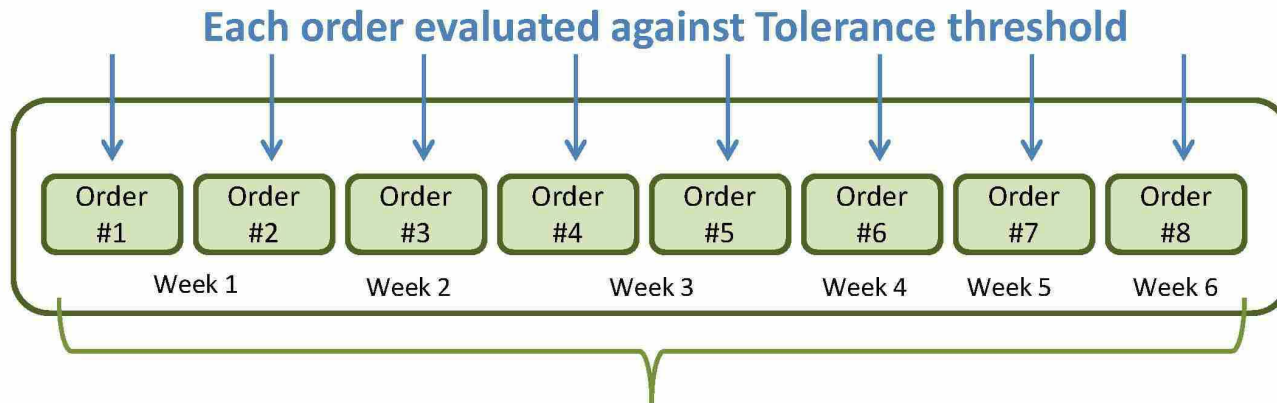 Each order evaluated against Tolerance threshold
Order
#1
Order
#2
Order
#3
Order
#4
Order
#5
Order
#6
Order
#7
Order
#8
Week 1
Week 2
Week 3
Week 4
Week 5
Week 6